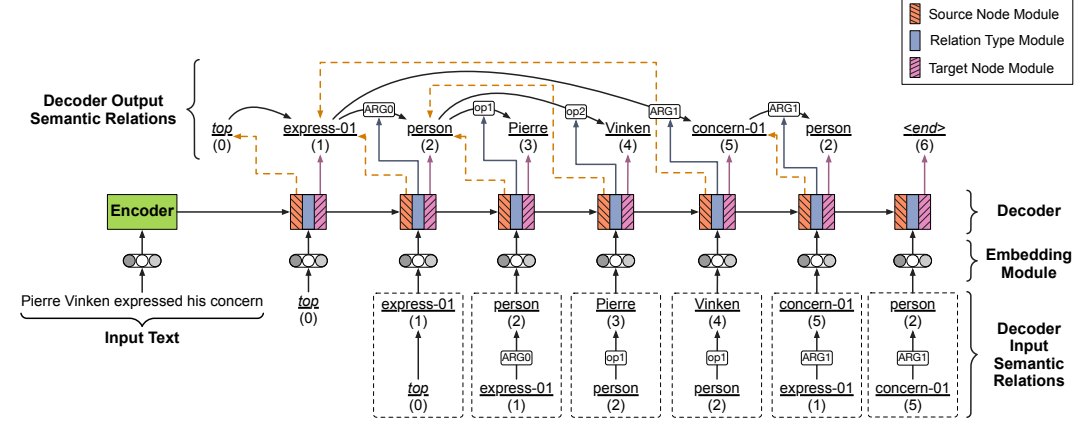 Source Node Module
Relation Type Module
Target Node Module
Decoder Output
Semantic Relations
ARG0
op1
op2
ARG1
ARG1
top
(0)
express-01
(1)
person
(2)
Pierre
(3)
Vinken
(4)
concern-01
(5)
person
(2)
<end>
(6)
Encoder
Decoder
Embedding
Module
Pierre Vinken expressed his concern
Input Text
top
(0)
express-01
(1)
top
(0)
person
(2)
ARG0
express-01
(1)
Pierre
(3)
op1
person
(2)
Vinken
(4)
op1
person
(2)
concern-01
(5)
ARG1
express-01
(1)
person
(2)
ARG1
concern-01
(5)
Decoder
Input
Semantic
Relations